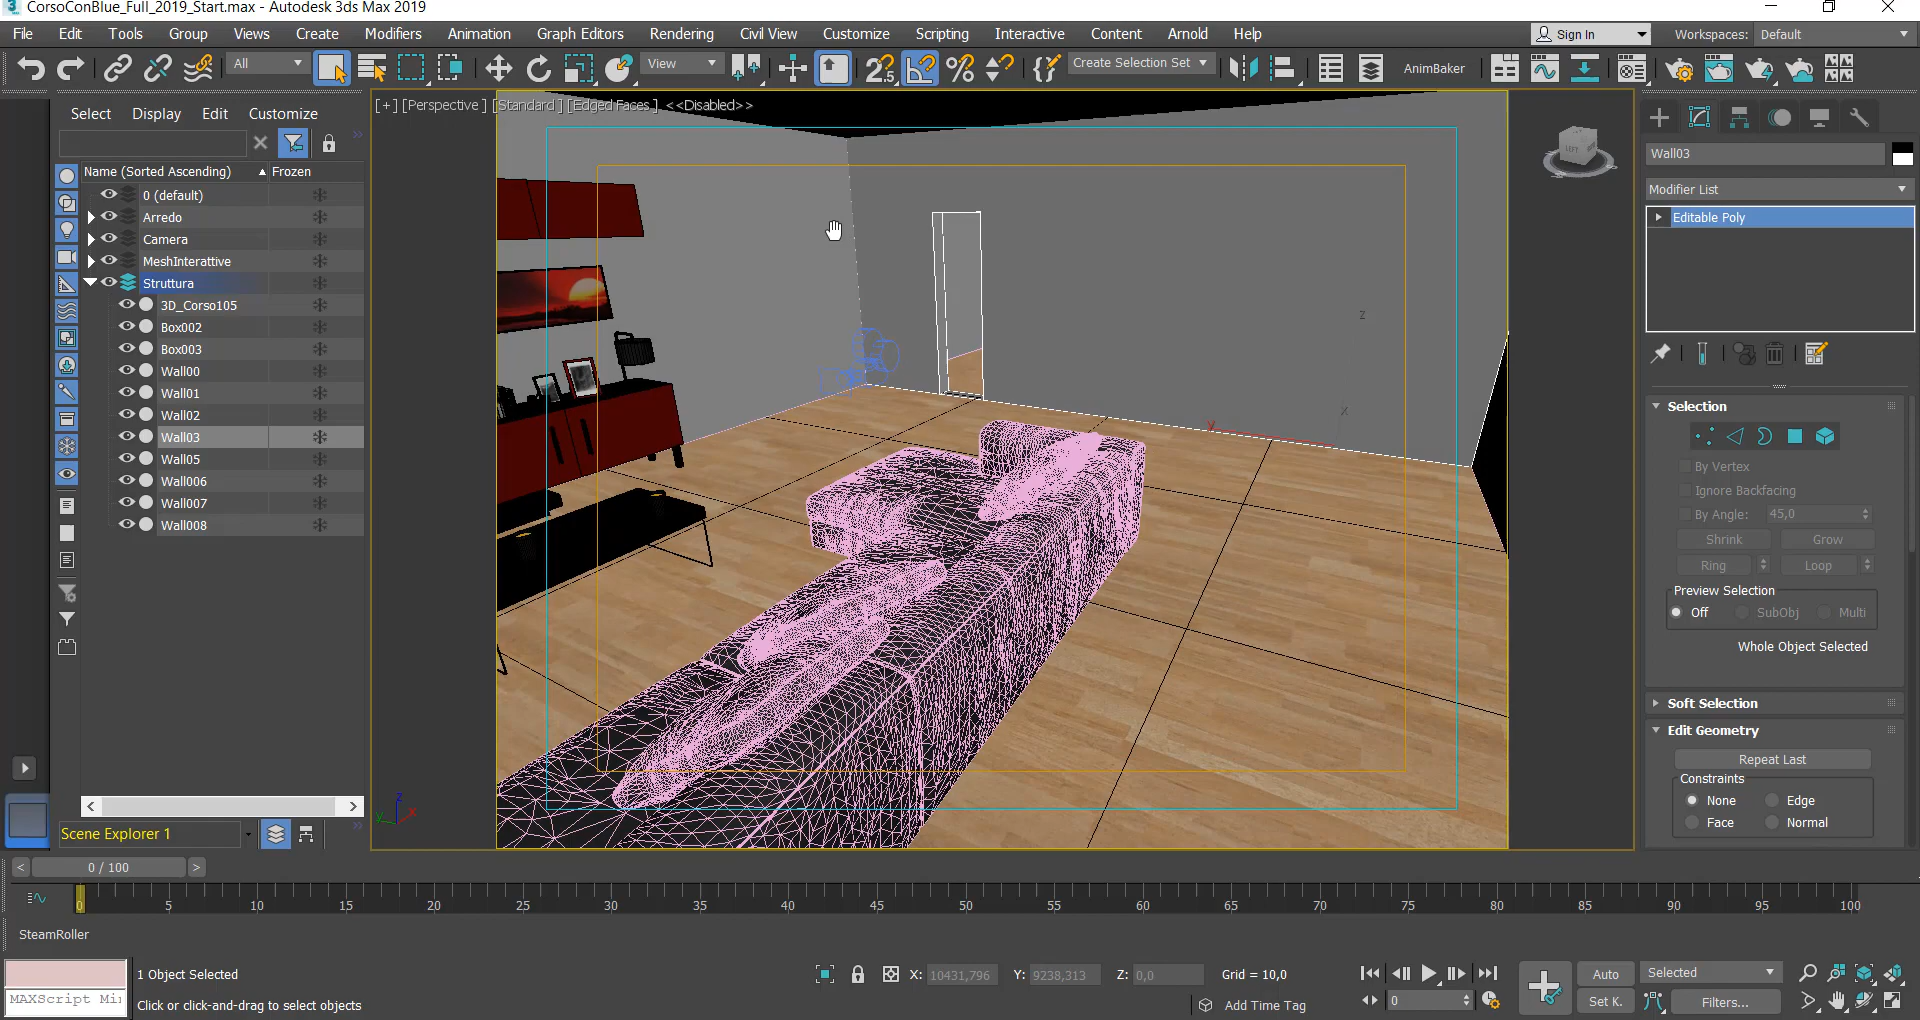 CorsoConBlue_Full_2019_Start.max - Autodesk 3ds Max 2019
File Edit Tools Group Views Create Modifiers Animation Graph Editors Rendering Civil View Customize Scripting Interactive Content Arnold Help Sign In Workspaces: Default
All View 2.5 Create Selection Set AnimBaker
Select Display Edit Customize
[+] [Perspective] [Standard] [Edged Faces] <<Disabled>>
Name (Sorted Ascending) Frozen
0 (default)
Arredo
Camera
MeshInterattive
Struttura
3D_Corso105
Box002
Box003
Wall00
Wall01
Wall02
Wall03
Wall05
Wall006
Wall007
Wall008
Scene Explorer 1
z
x
y
z
x
y
Wall03
Modifier List
Editable Poly
Selection
By Vertex
Ignore Backfacing
By Angle: 45,0
Shrink Grow
Ring Loop
Preview Selection
Off SubObj Multi
Whole Object Selected
Soft Selection
Edit Geometry
Repeat Last
Constraints
None Edge
Face Normal
< 0 / 100 >
0 5 10 15 20 25 30 35 40 45 50 55 60 65 70 75 80 85 90 95 100
SteamRoller
1 Object Selected X: 10431,796 Y: 9238,313 Z: 0,0 Grid = 10,0 Auto Selected
MAXScript Mi
Click or click-and-drag to select objects Add Time Tag 0 Set K. Filters...